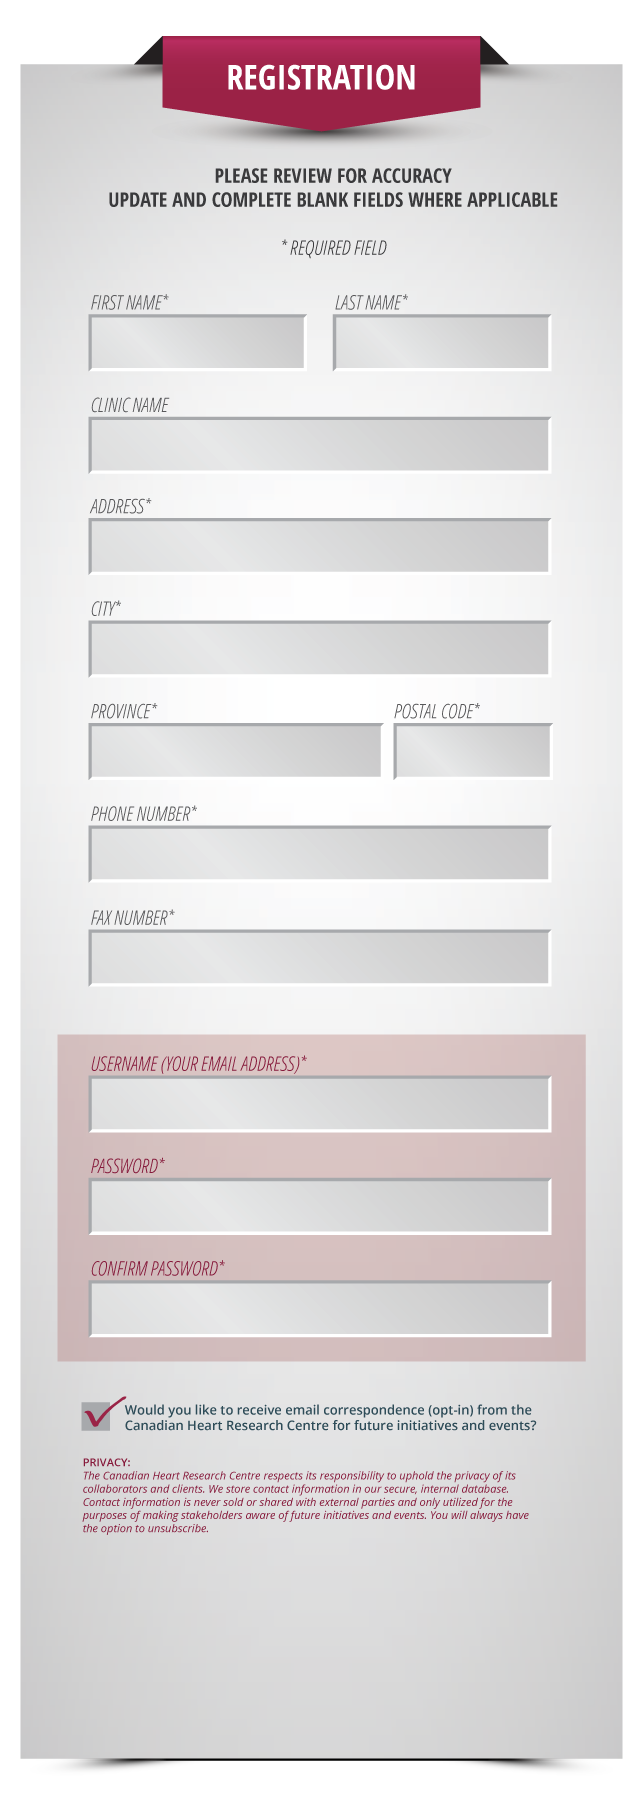 REGISTRATION
PLEASE REVIEW FOR ACCURACY
UPDATE AND COMPLETE BLANK FIELDS WHERE APPLICABLE
* REQUIRED FIELD
FIRST NAME* LAST NAME*
CLINIC NAME
ADDRESS*
CITY*
PROVINCE* POSTAL CODE*
PHONE NUMBER*
FAX NUMBER*
USERNAME (YOUR EMAIL ADDRESS)*
PASSWORD*
CONFIRM PASSWORD*
Would you like to receive email correspondence (opt-in) from the
Canadian Heart Research Centre for future initiatives and events?
PRIVACY:
The Canadian Heart Research Centre respects its responsibility to uphold the privacy of its
collaborators and clients. We store contact information in our secure, internal database.
Contact information is never sold or shared with external parties and only utilized for the
purposes of making stakeholders aware of future initiatives and events. You will always have
the option to unsubscribe.